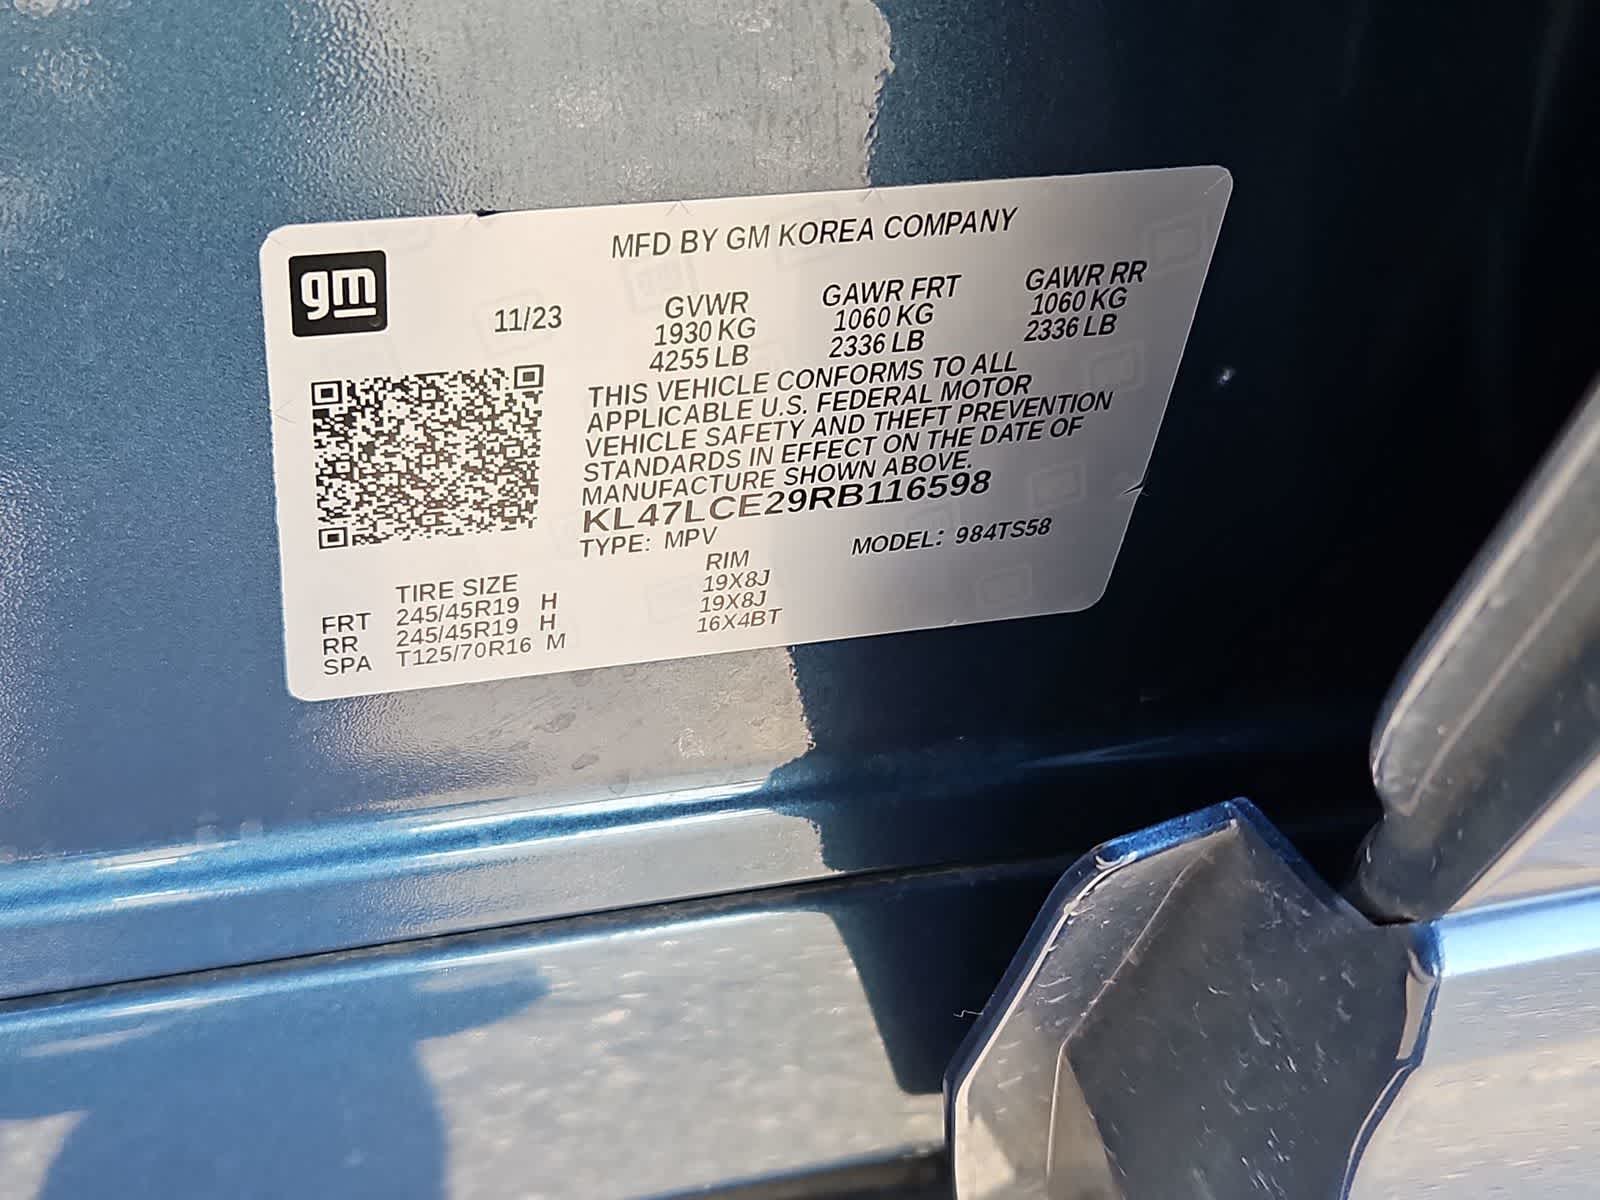 MFD BY GM KOREA COMPANY
gm
11/23
GVWR GAWR FRT GAWR RR
1930 KG 1060 KG 1060 KG
4255 LB 2336 LB 2336 LB
THIS VEHICLE CONFORMS TO ALL
APPLICABLE U.S. FEDERAL MOTOR
VEHICLE SAFETY AND THEFT PREVENTION
STANDARDS IN EFFECT ON THE DATE OF
MANUFACTURE SHOWN ABOVE.
KL47LCE29RB116598
TYPE: MPV MODEL: 984TS58
TIRE SIZE RIM
FRT 245/45R19 H 19X8J
RR 245/45R19 H 19X8J
SPA T125/70R16 M 16X4BT